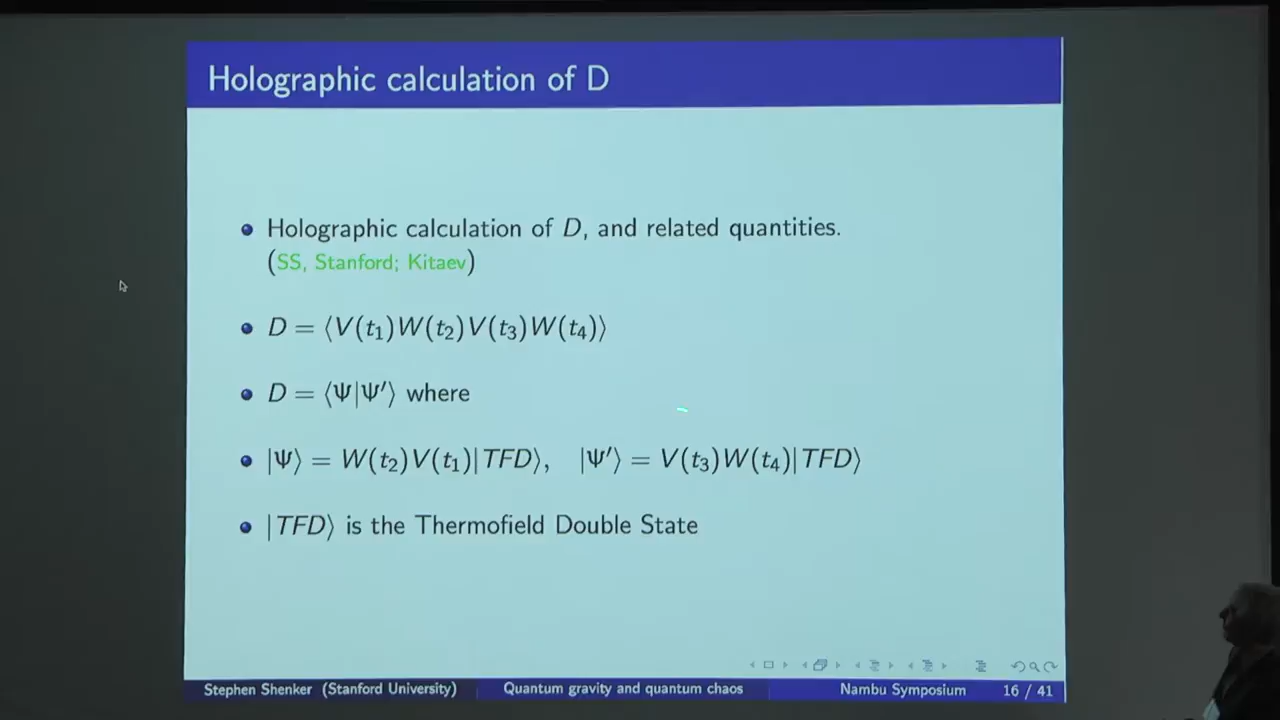 Holographic calculation of D
Holographic calculation of D, and related quantities.
(SS, Stanford; Kitaev)
D = ⟨V(t₁)W(t₂)V(t₃)W(t₄)⟩
D = ⟨Ψ|Ψ′⟩ where
|Ψ⟩ = W(t₂)V(t₁)|TFD⟩, |Ψ′⟩ = V(t₃)W(t₄)|TFD⟩
|TFD⟩ is the Thermofield Double State
Stephen Shenker (Stanford University) Quantum gravity and quantum chaos Nambu Symposium 16 / 41